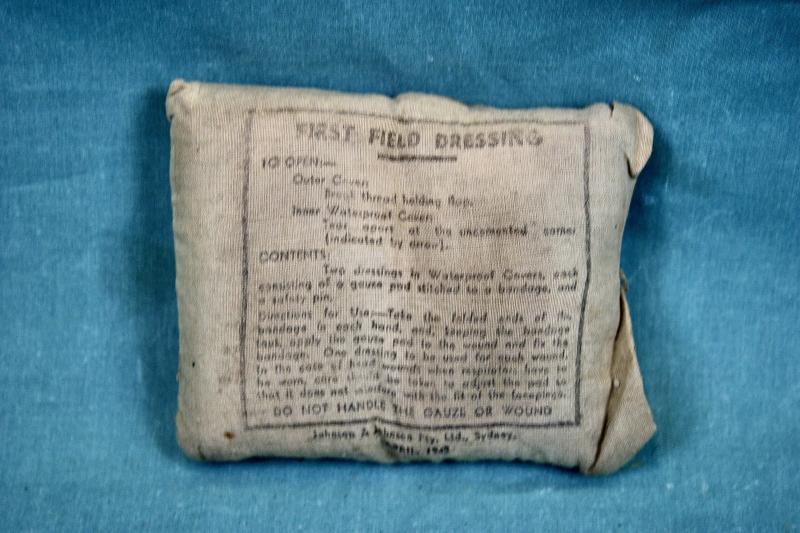 FIRST FIELD DRESSING
TO OPEN:—
Outer Cover:
Break thread holding flap.
Inner Waterproof Cover:
Tear apart at the uncemented corner
(indicated by arrow).
CONTENTS:
Two dressings in Waterproof Covers, each
consisting of a gauze pad stitched to a bandage, and
a safety pin.
Directions for Use:—Take the folded ends of the
bandage in each hand, and, keeping the bandage
taut, apply the gauze pad to the wound and fix the
bandage. One dressing to be used for each wound
In the case of head wounds when respirators have to
be worn, care should be taken to adjust the pad so
that it does not interfere with the fit of the facepiece.
DO NOT HANDLE THE GAUZE OR WOUND
Johnson & Johnson Pty. Ltd., Sydney.